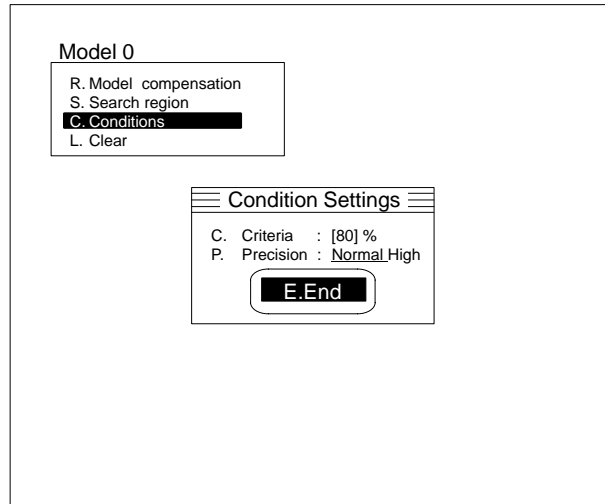 Model 0
R. Model compensation
S. Search region
C. Conditions
L. Clear
Condition Settings
C. Criteria : [80] %
P. Precision : Normal High
E.End